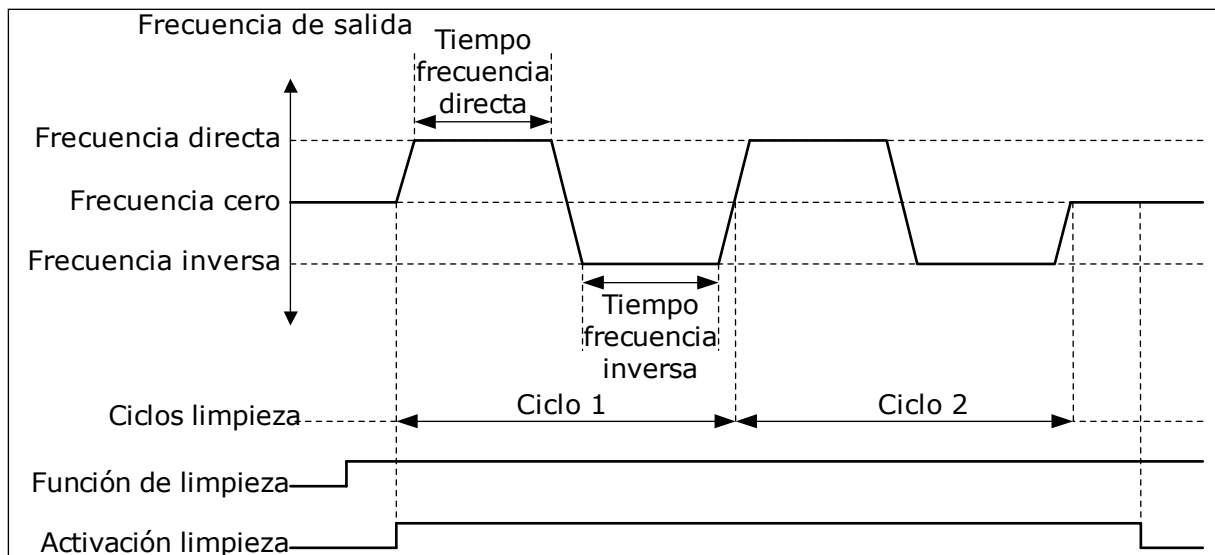 Frecuencia de salida
Tiempo
frecuencia
directa
Frecuencia directa
Frecuencia cero
Frecuencia inversa
Tiempo
frecuencia
inversa
Ciclos limpieza
Ciclo 1
Ciclo 2
Función de limpieza
Activación limpieza